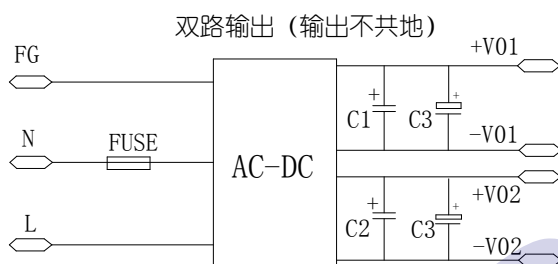 双路输出 (输出不共地)
FG
+V01
+
+
C1
C3
N
FUSE
-V01
AC-DC
+V02
+
+
C2
C3
L
-V02